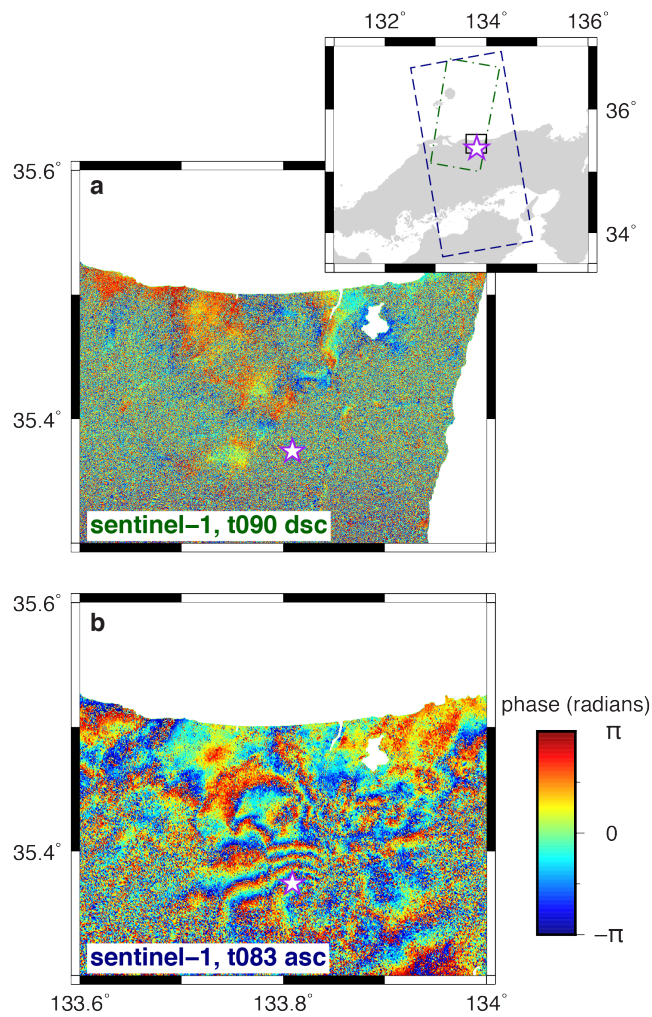 132° 134° 136°
36°
34°
35.6°
a
35.4°
sentinel−1, t090 dsc
35.6°
b
phase (radians)
π
0
−π
35.4°
sentinel−1, t083 asc
133.6° 133.8° 134°